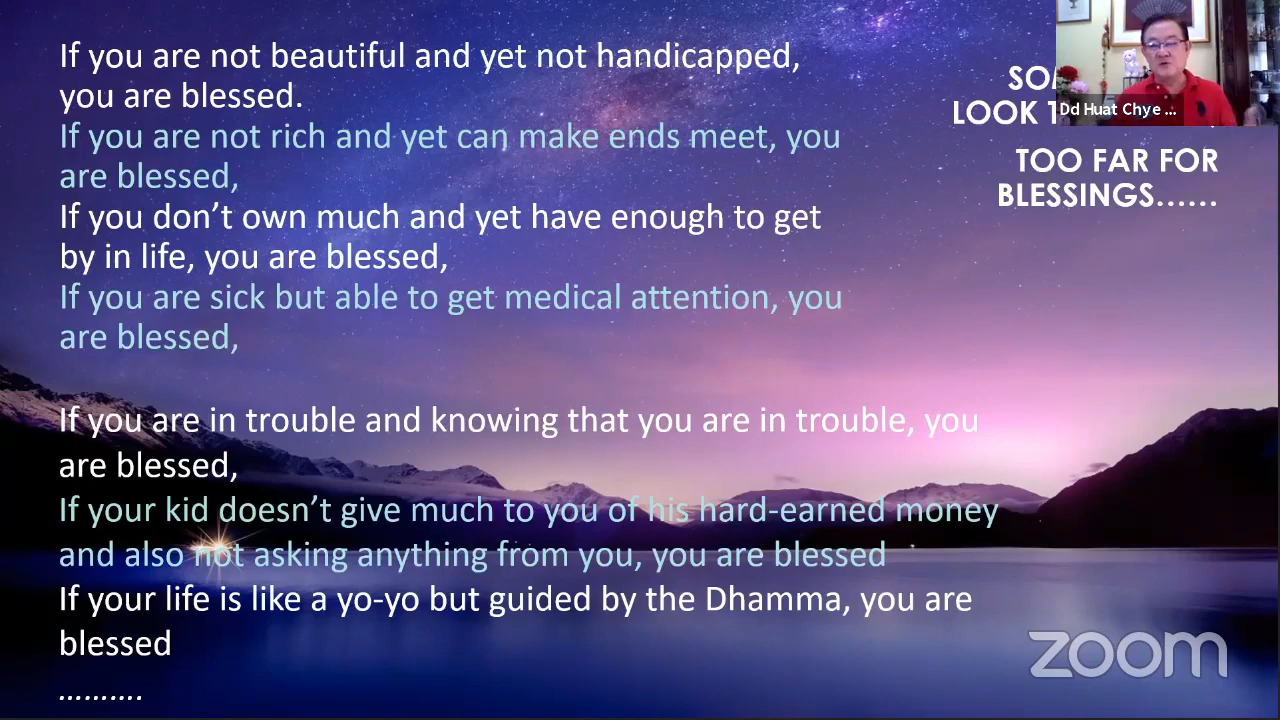 If you are not beautiful and yet not handicapped,
you are blessed.
If you are not rich and yet can make ends meet, you
are blessed,
If you don’t own much and yet have enough to get
by in life, you are blessed,
If you are sick but able to get medical attention, you
are blessed,
If you are in trouble and knowing that you are in trouble, you
are blessed,
If your kid doesn’t give much to you of his hard-earned money
and also not asking anything from you, you are blessed
If your life is like a yo-yo but guided by the Dhamma, you are
blessed
……….
LOOK
TOO FAR FOR
BLESSINGS……
Dd Huat Chye ...
zoom